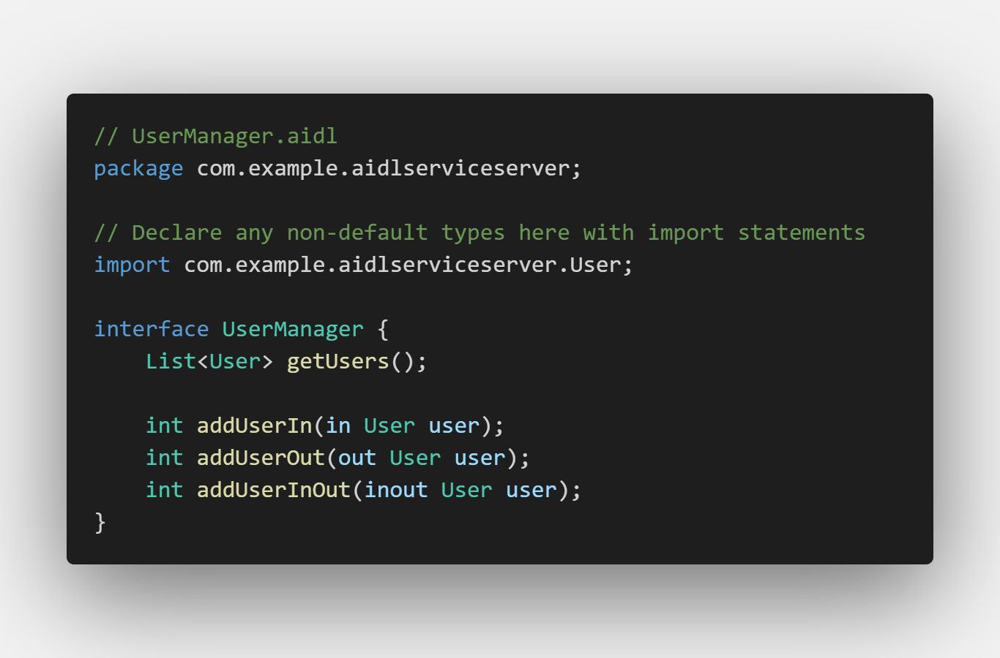 // UserManager.aidl
package com.example.aidlserviceserver;
// Declare any non-default types here with import statements
import com.example.aidlserviceserver.User;
interface UserManager {
    List<User> getUsers();
    int addUserIn(in User user);
    int addUserOut(out User user);
    int addUserInOut(inout User user);
}